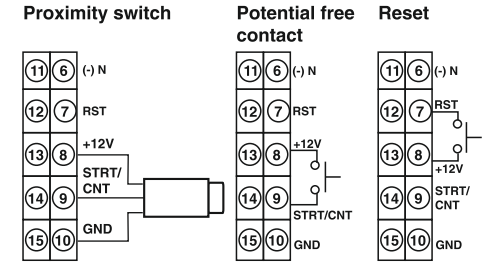 Proximity switch
11 6 (-) N
12 7 RST
13 8 +12V
14 9 STRT/
CNT
15 10 GND
Potential free
contact
11 6 (-) N
12 7 RST
13 8 +12V
14 9 STRT/CNT
15 10 GND
Reset
11 6 (-) N
12 7 RST
13 8 +12V
14 9 STRT/
CNT
15 10 GND